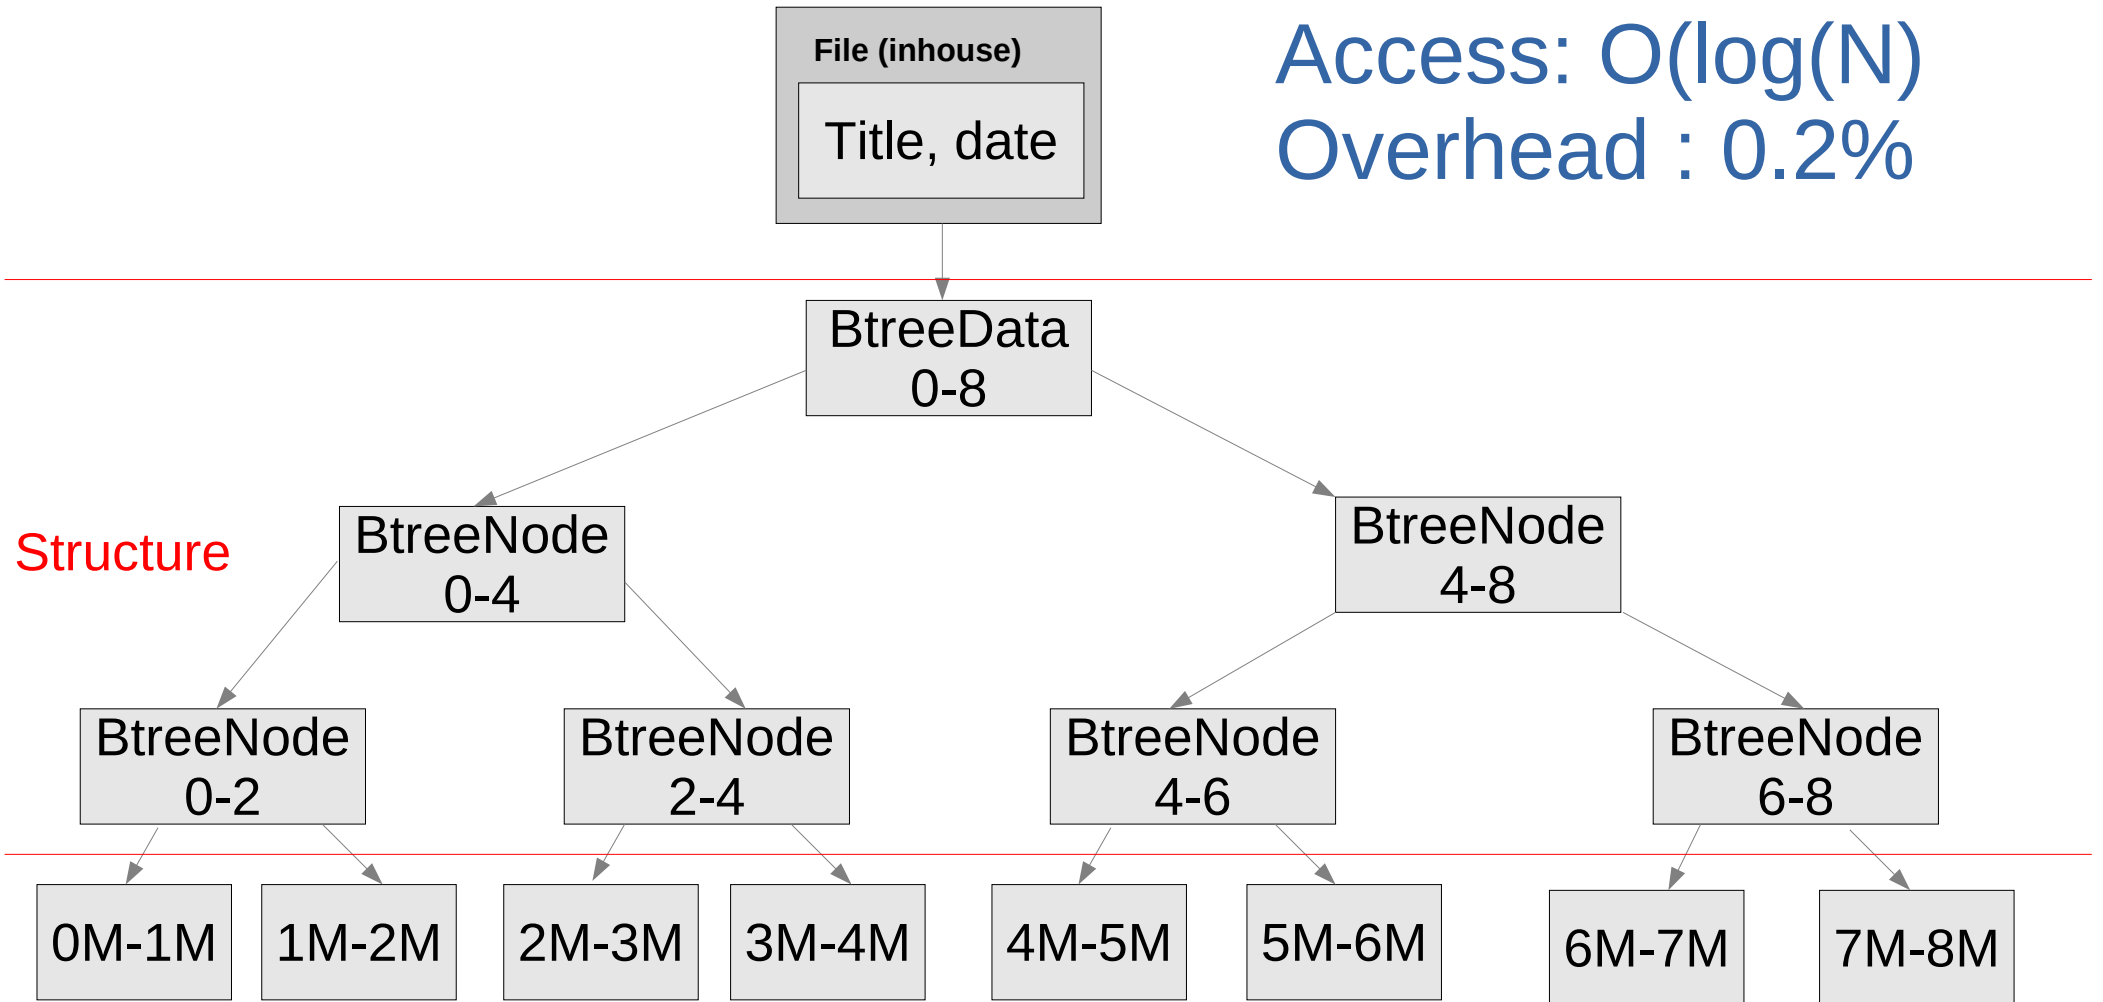 File (inhouse)
Title, date
Access: O(log(N)
Overhead : 0.2%
BtreeData
0-8
Structure
BtreeNode
0-4
BtreeNode
4-8
BtreeNode
0-2
BtreeNode
2-4
BtreeNode
4-6
BtreeNode
6-8
0M-1M
1M-2M
2M-3M
3M-4M
4M-5M
5M-6M
6M-7M
7M-8M